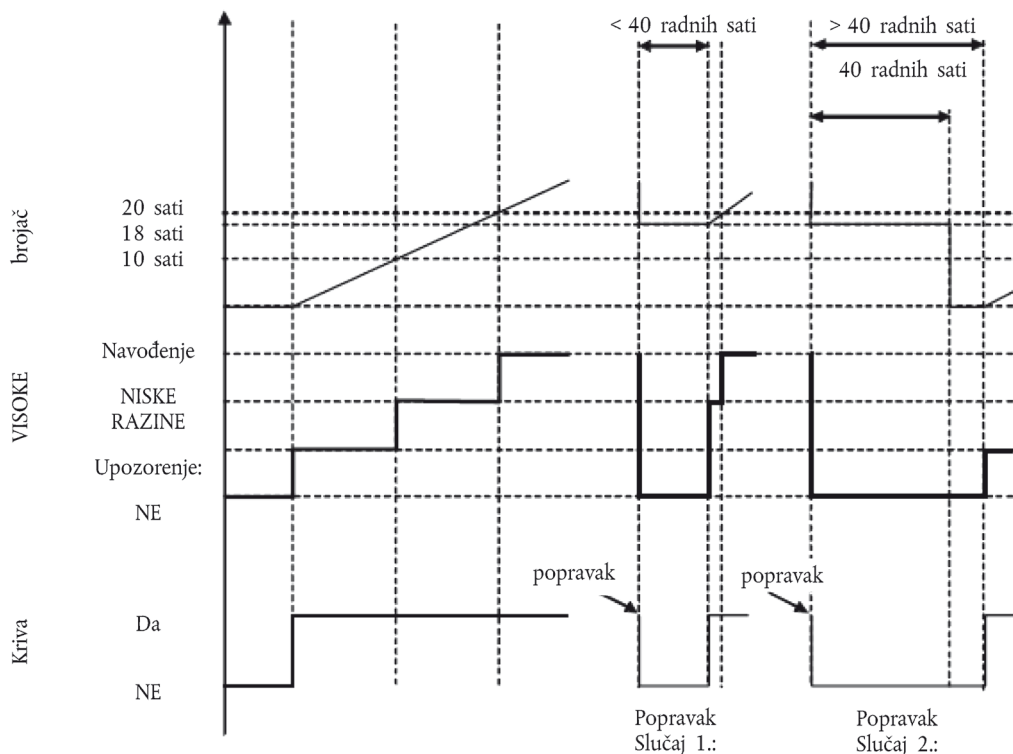 < 40 radnih sati
> 40 radnih sati
40 radnih sati
brojač
20 sati
18 sati
10 sati
VISOKE
Navođenje
NISKE
RAZINE
Upozorenje:
NE
popravak
popravak
Kriva
Da
NE
Popravak
Slučaj 1.:
Popravak
Slučaj 2.: